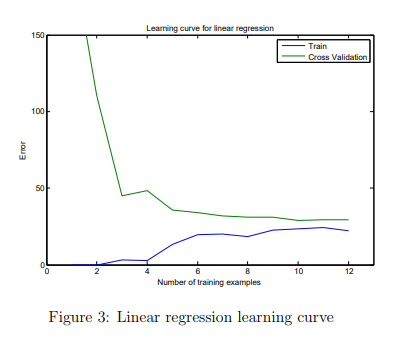 Learning curve for linear regression
150
Train
Cross Validation
100
Error
50
0
0 2 4 6 8 10 12
Number of training examples
Figure 3: Linear regression learning curve